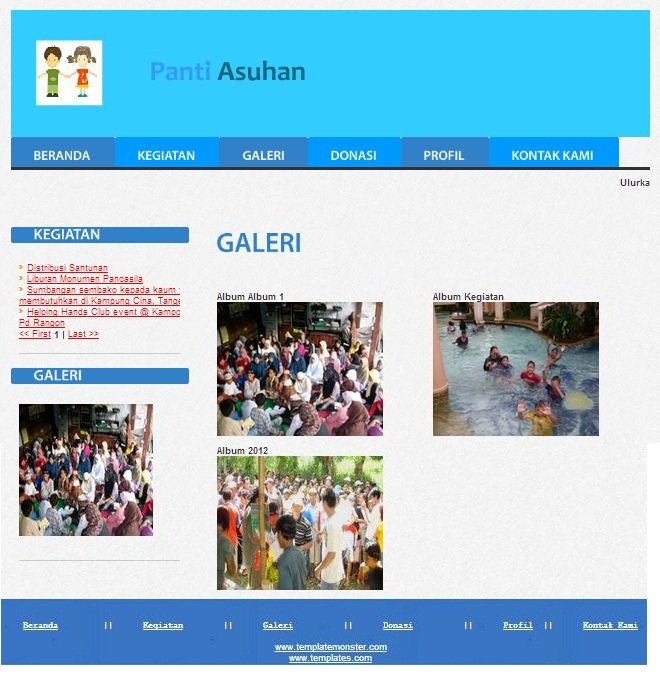 Panti Asuhan
BERANDA KEGIATAN GALERI DONASI PROFIL KONTAK KAMI
Ulurka
KEGIATAN
Distribusi Santunan
Liburan Monumen Pancasila
Sumbangan sembako kepada kaum
membutuhkan di Kampung Cina, Tange
Helping Hands Club event @ Kampo
Pd Rangon
<< First 1 | Last >>
GALERI
GALERI
Album Album 1
Album Kegiatan
Album 2012
Beranda || Kegiatan || Galeri || Donasi || Profil || Kontak Kami
www.templatemonster.com
www.templates.com